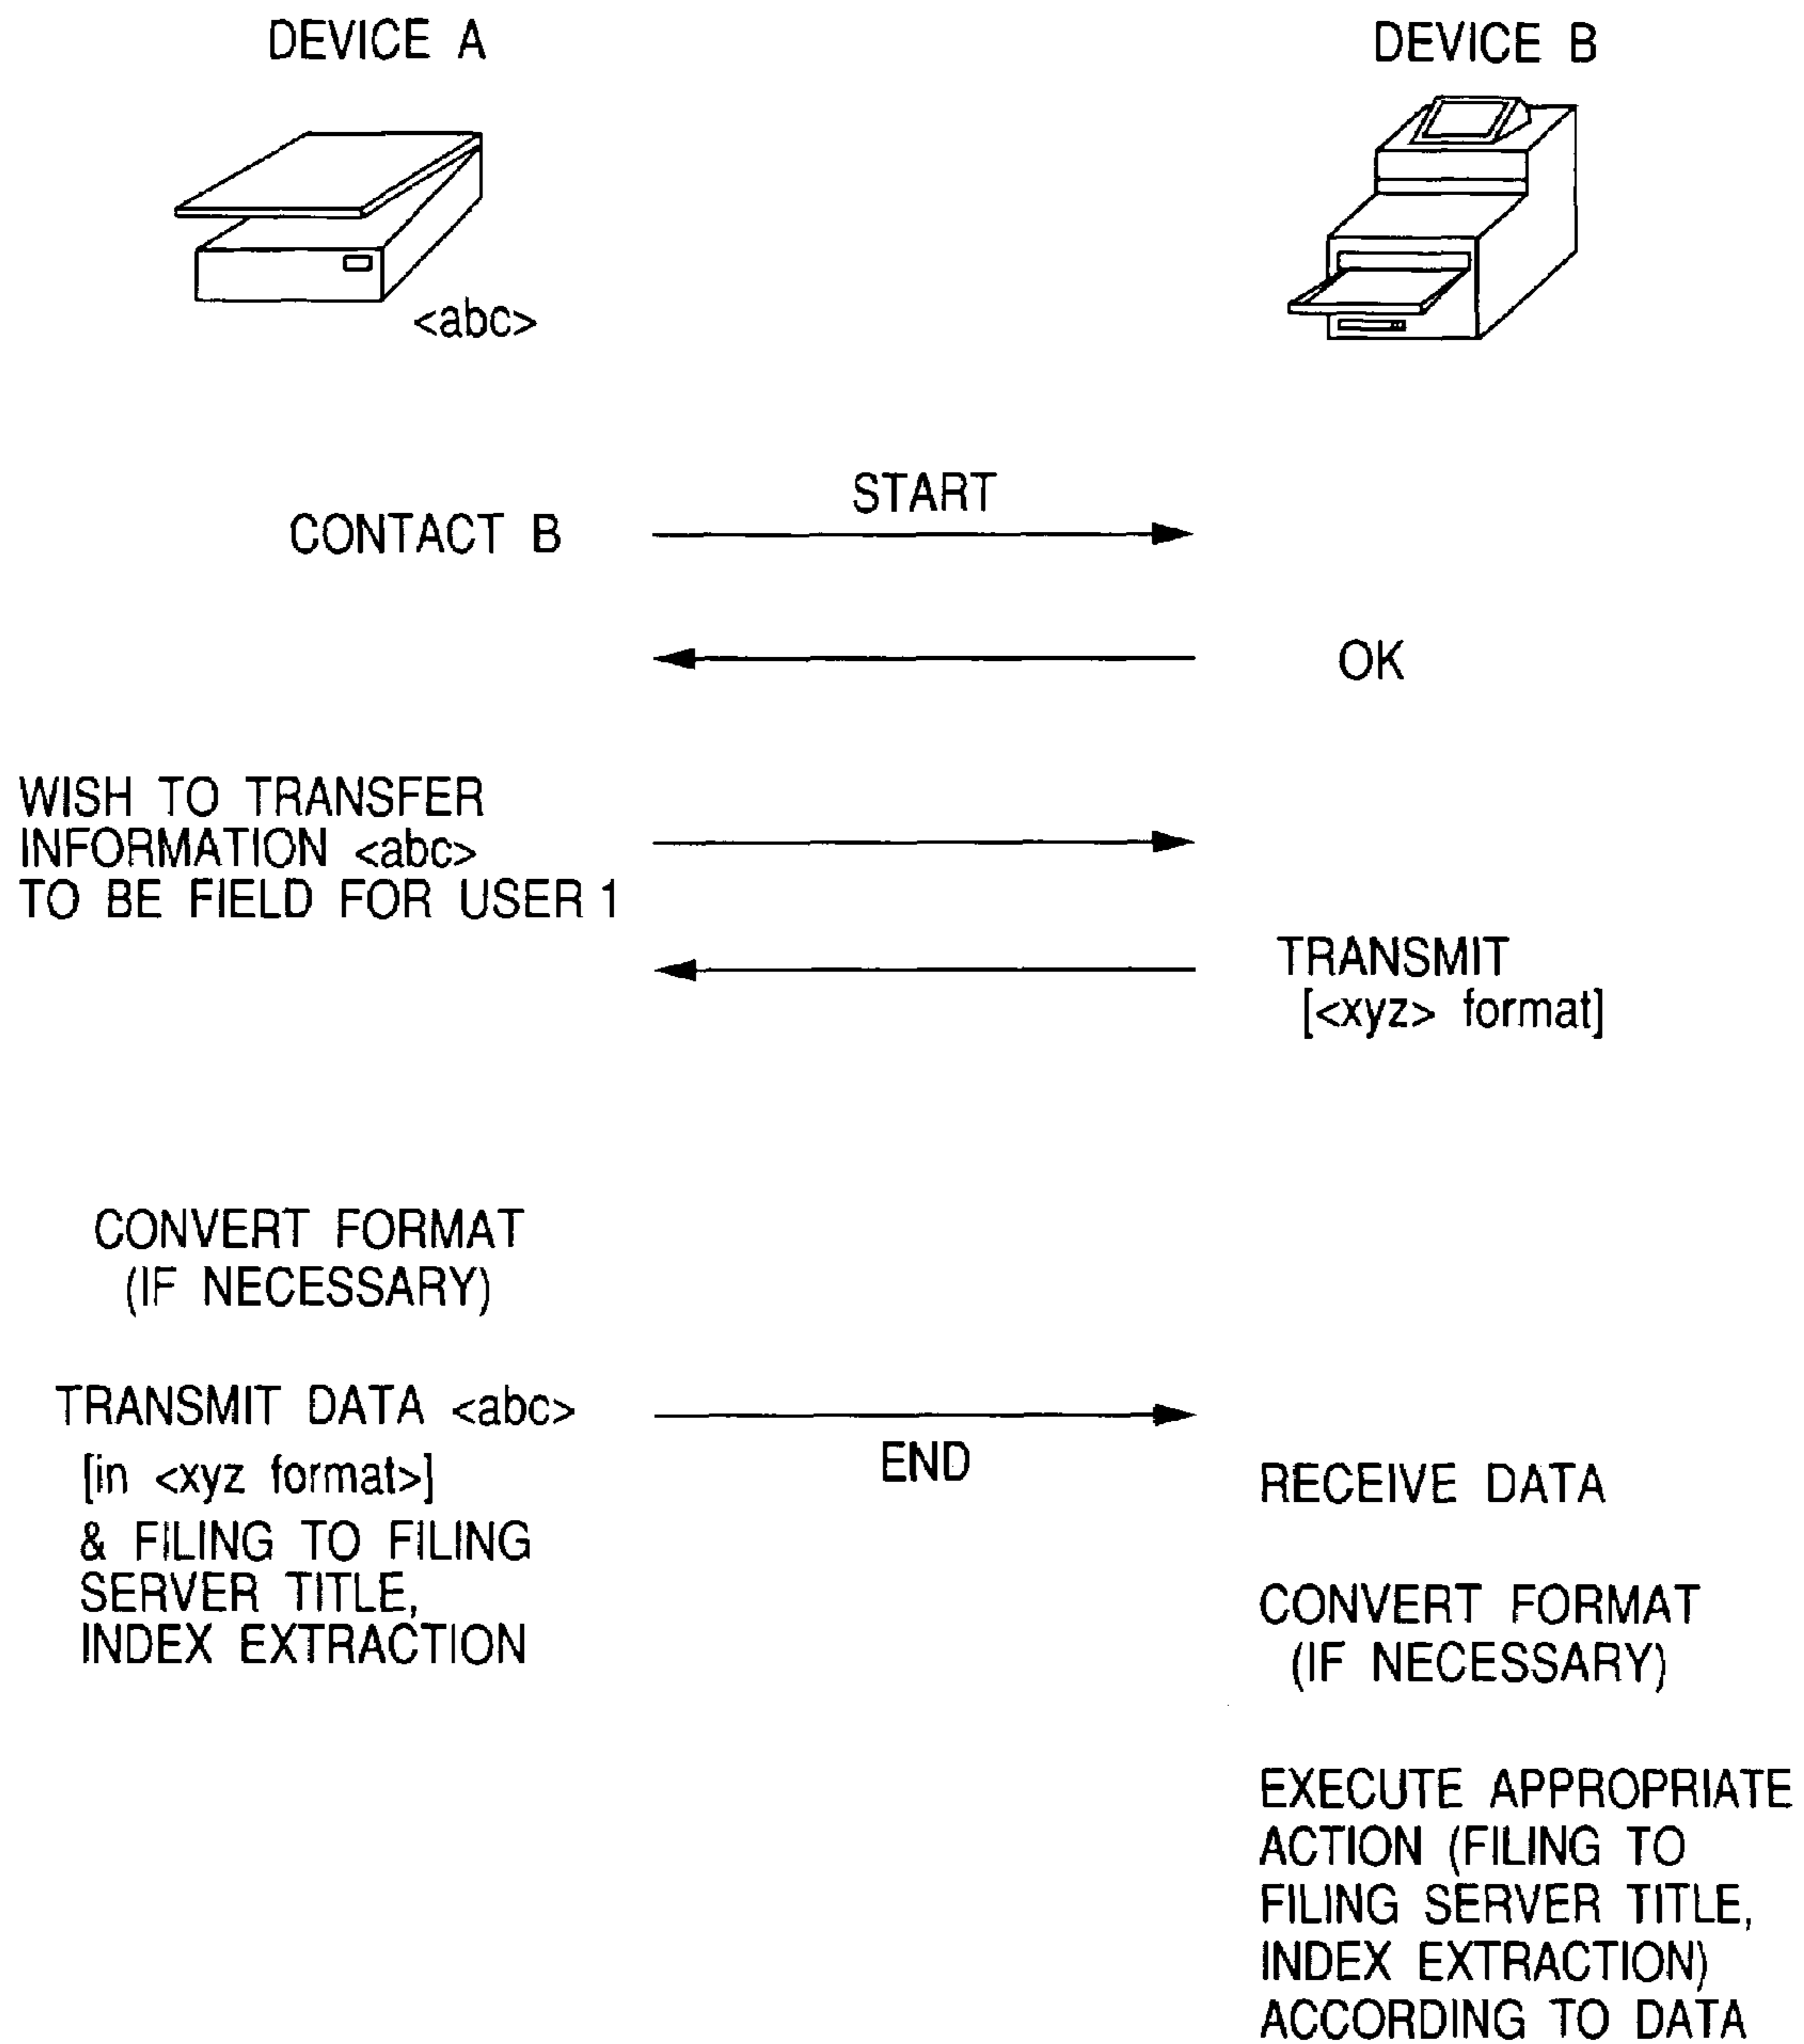 DEVICE A
DEVICE B
<abc>
START
CONTACT B
OK
WISH TO TRANSFER
INFORMATION <abc>
TO BE FIELD FOR USER 1
TRANSMIT
[<xyz> format]
CONVERT FORMAT
(IF NECESSARY)
TRANSMIT DATA <abc>
[in <xyz format>]
& FILING TO FILING
SERVER TITLE,
INDEX EXTRACTION
END
RECEIVE DATA
CONVERT FORMAT
(IF NECESSARY)
EXECUTE APPROPRIATE
ACTION (FILING TO
FILING SERVER TITLE,
INDEX EXTRACTION)
ACCORDING TO DATA